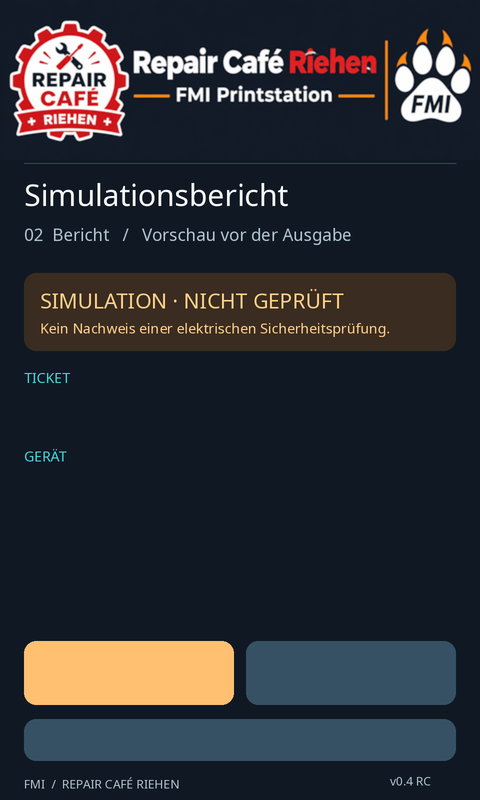 REPAIR
CAFÉ
RIEHEN
Repair Café Riehen
FMI Printstation
FMI
Simulationsbericht
02 Bericht / Vorschau vor der Ausgabe
SIMULATION · NICHT GEPRÜFT
Kein Nachweis einer elektrischen Sicherheitsprüfung.
TICKET
GERÄT
FMI / REPAIR CAFÉ RIEHEN
v0.4 RC